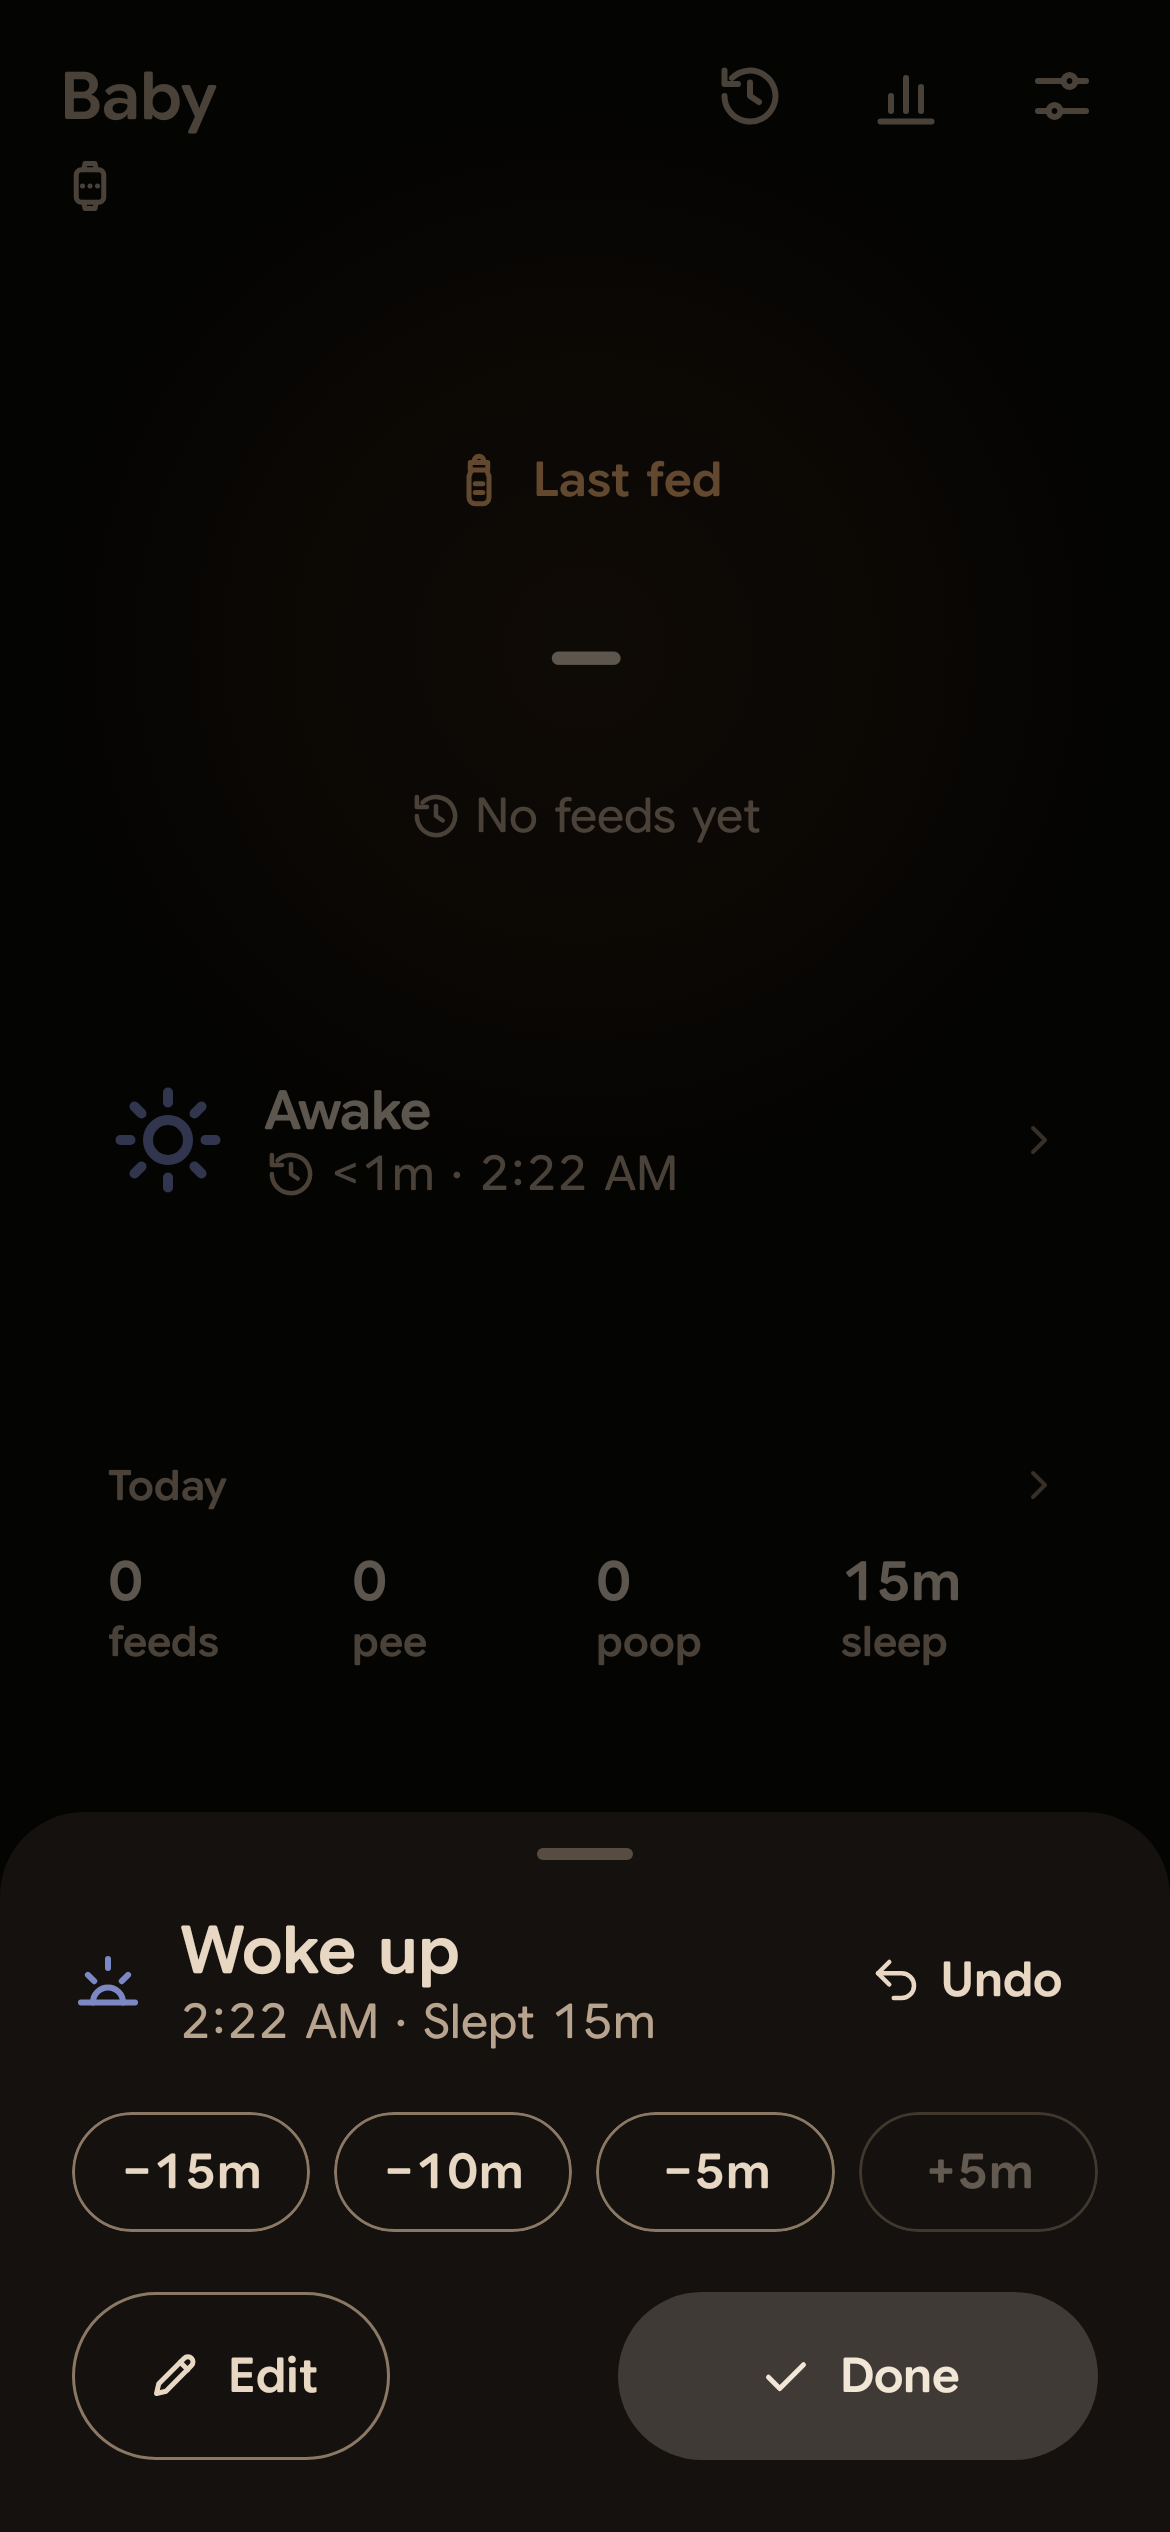 Baby
Last fed
No feeds yet
Awake
<1m · 2:22 AM
Today
0 0 0 15m
feeds pee poop sleep
Woke up
2:22 AM · Slept 15m
Undo
−15m −10m −5m +5m
Edit Done